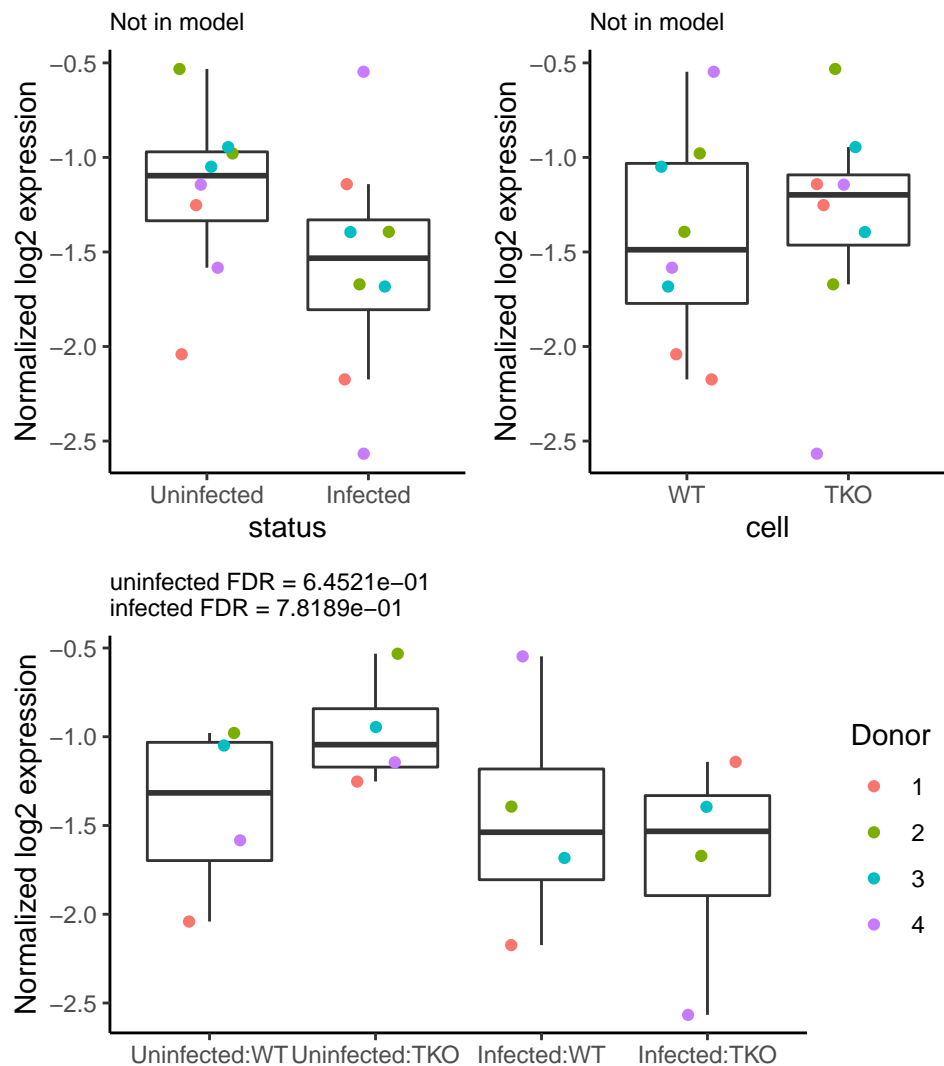 Not in model
Normalized log2 expression
−0.5
−1.0
−1.5
−2.0
−2.5
Uninfected Infected
status
Not in model
Normalized log2 expression
−0.5
−1.0
−1.5
−2.0
−2.5
WT TKO
cell
uninfected FDR = 6.4521e−01
infected FDR = 7.8189e−01
Normalized log2 expression
−0.5
−1.0
−1.5
−2.0
−2.5
Uninfected:WT Uninfected:TKO Infected:WT Infected:TKO
Donor
1
2
3
4